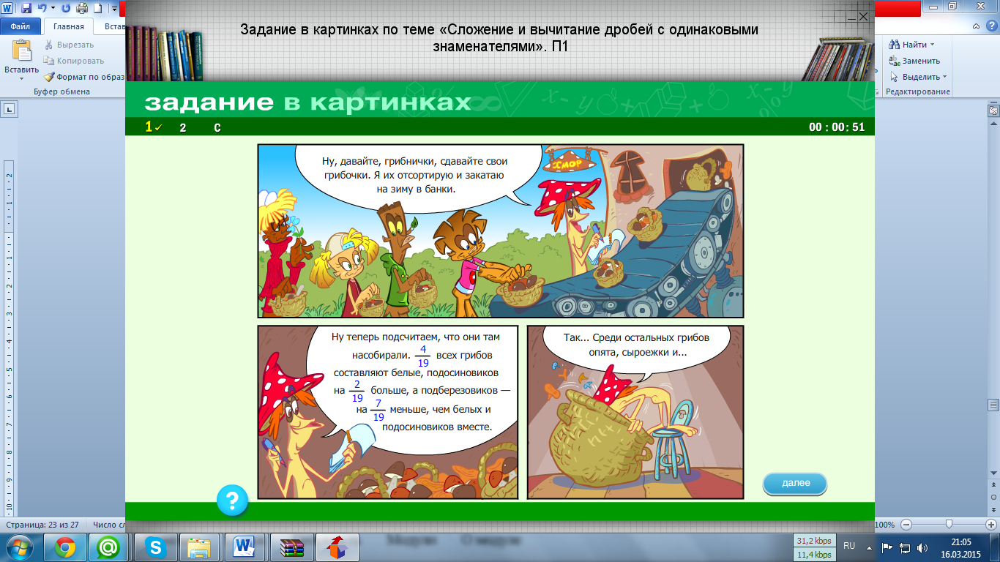 Файл
Главная
Встав
Вырезать
Копировать
Формат по образ
Вставить
Буфер обмена
Задание в картинках по теме «Сложение и вычитание дробей с одинаковыми
знаменателями». П1
Найти
Заменить
Выделить
Редактирование
задание в картинках
1 ✓ 2 С
00 : 00: 51
Ну, давайте, грибнички, сдавайте свои
грибочки. Я их отсортирую и закатаю
на зиму в банки.
ХМОР
Ну теперь подсчитаем, что они там
насобирали. 4/19 всех грибов
составляют белые, подосиновиков
на 2/19 больше, а подберезовиков —
на 7/19 меньше, чем белых и
подосиновиков вместе.
Так... Среди остальных грибов
опята, сыроежки и...
?
далее
Страница: 23 из 27
Число сл
100%
31,2 kbps
11,4 kbps
RU
21:05
16.03.2015